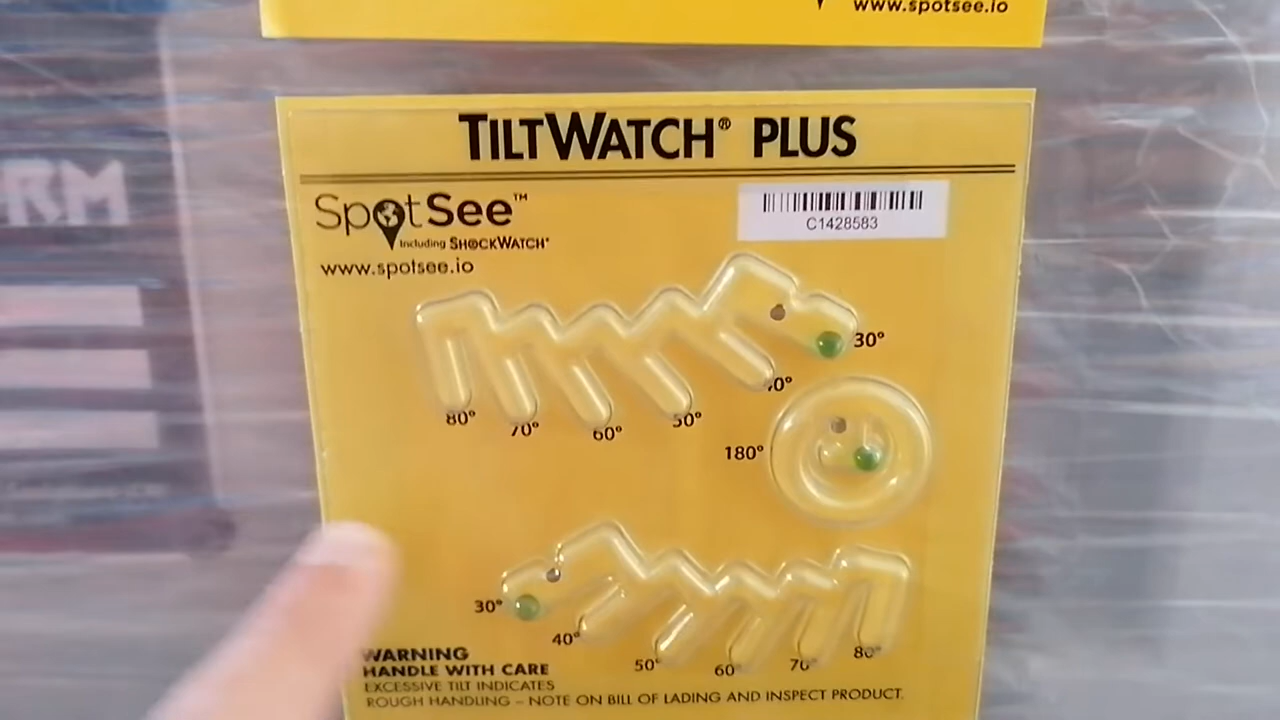 www.spotsee.io
TILTWATCH® PLUS
SpotSee™
Including SHOCKWATCH®
www.spotsee.io
C1428583
30°
40°
80°
70°
60°
50°
180°
30°
40°
50°
60°
70°
80°
WARNING
HANDLE WITH CARE
EXCESSIVE TILT INDICATES
ROUGH HANDLING – NOTE ON BILL OF LADING AND INSPECT PRODUCT.
RM